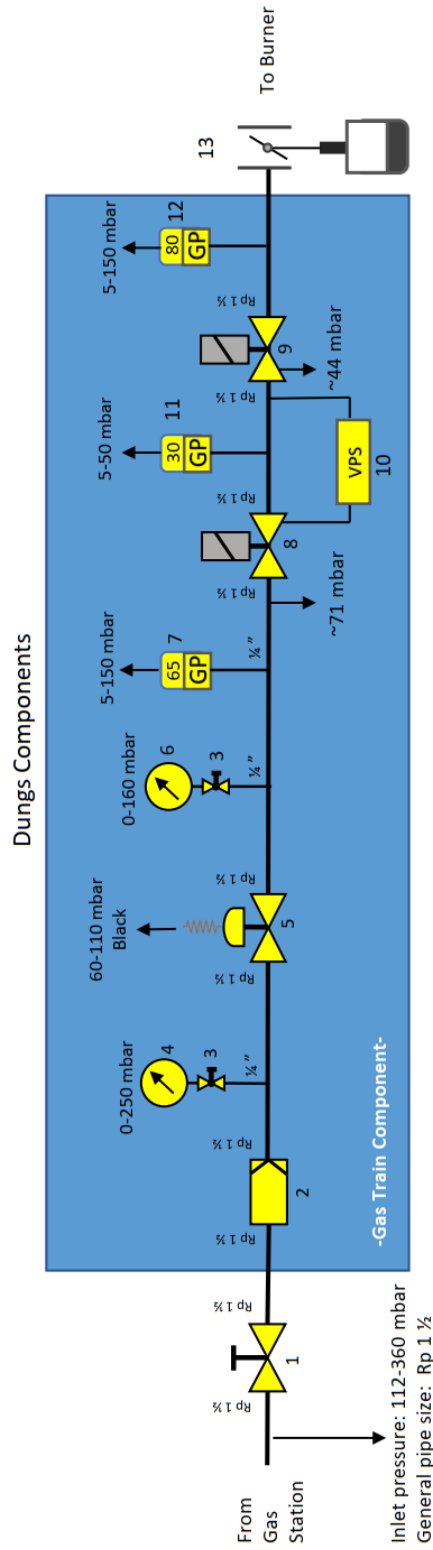 Dungs Components
From
Gas
Station
Inlet pressure: 112-360 mbar
General pipe size:  Rp 1 ½
Rp 1 ½
1
Rp 1 ½
Rp 1 ½
2
Rp 1 ½
0-250 mbar
4
3
¼ ”
Rp 1 ½
60-110 mbar
Black
5
Rp 1 ½
0-160 mbar
6
3
¼ ”
5-150 mbar
65
GP
7
¼ ”
~71 mbar
Rp 1 ½
8
Rp 1 ½
5-50 mbar
30
GP
11
VPS
10
Rp 1 ½
9
~44 mbar
Rp 1 ½
5-150 mbar
80
GP
12
13
To Burner
-Gas Train Component-